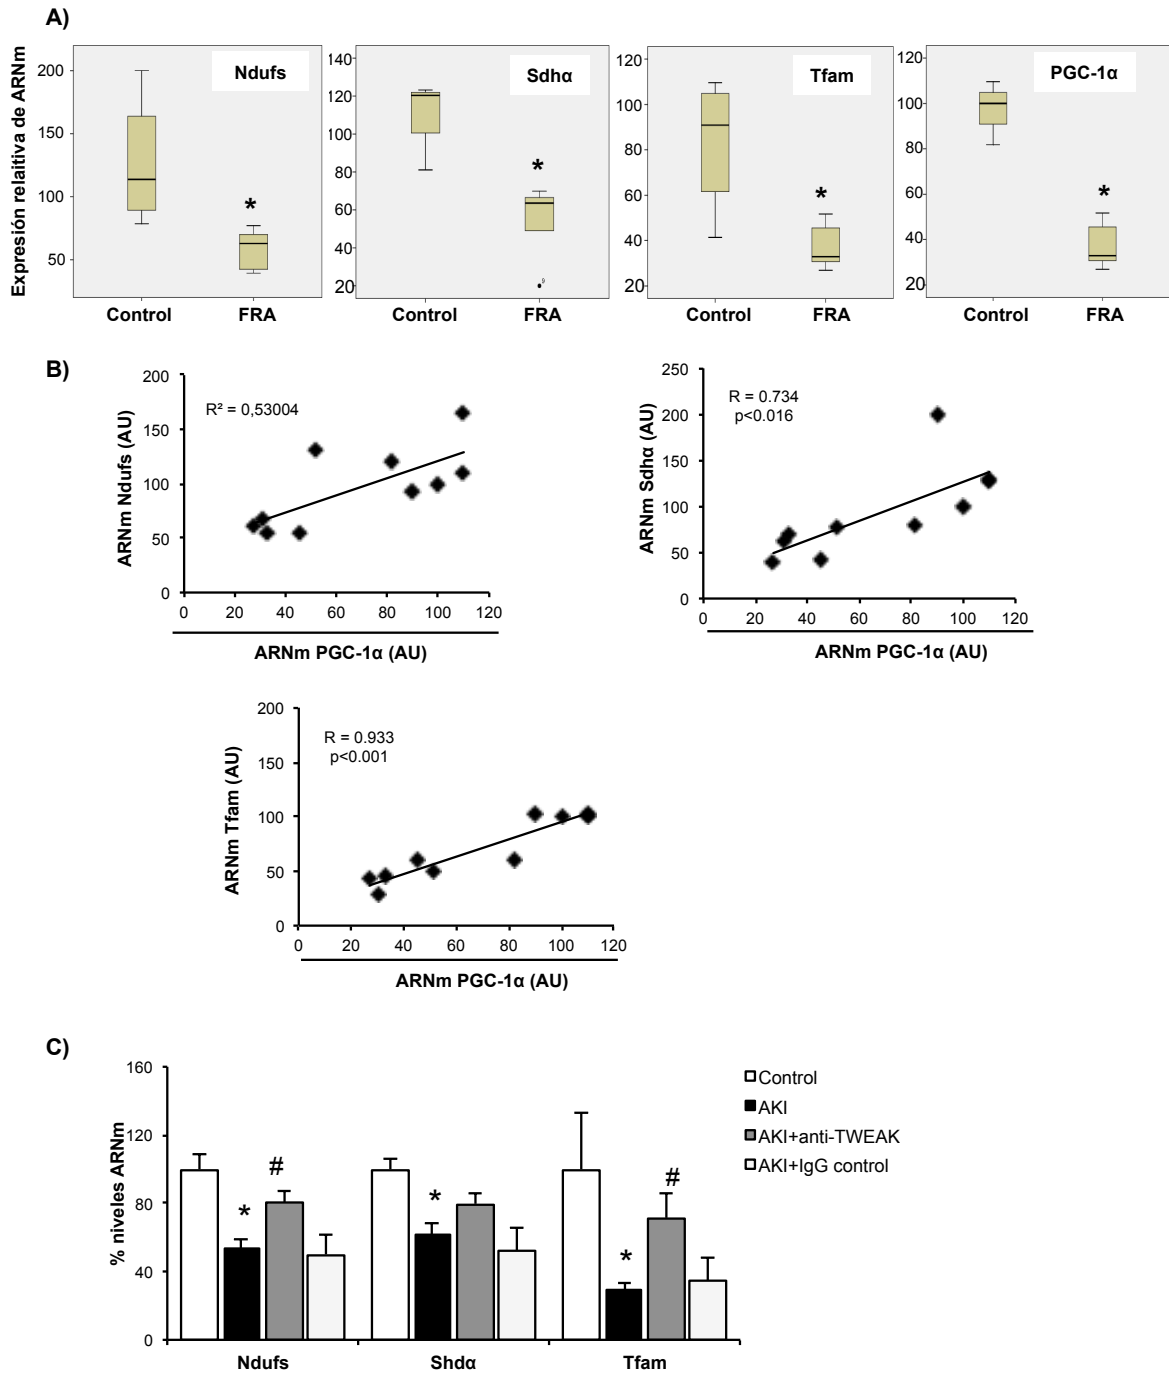 A)
Expresión relaitiva de ARNm
200
150
100
50
Ndufs
*
Control FRA
140
120
100
80
60
40
20
Sdhα
*
9
Control FRA
120
100
80
60
40
20
Tfam
*
Control FRA
120
100
80
60
40
20
PGC-1α
*
Control FRA
B)
ARNm Ndufs (AU)
200
150
100
50
0
R² = 0,53004
0 20 40 60 80 100 120
ARNm PGC-1α (AU)
ARNm Sdhα (AU)
250
200
150
100
50
0
R = 0.734
p<0.016
0 20 40 60 80 100 120
ARNm PGC-1α (AU)
ARNm Tfam (AU)
200
150
100
50
0
R = 0.933
p<0.001
0 20 40 60 80 100 120
ARNm PGC-1α (AU)
C)
% niveles ARNm
160
120
80
40
0
* #
*
* #
Ndufs Shdα Tfam
Control
AKI
AKI+anti-TWEAK
AKI+IgG control